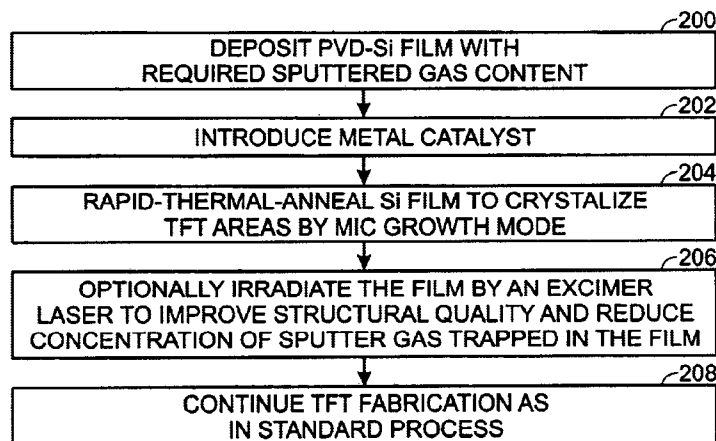 200
DEPOSIT PVD-Si FILM WITH
REQUIRED SPUTTERED GAS CONTENT
202
INTRODUCE METAL CATALYST
204
RAPID-THERMAL-ANNEAL Si FILM TO CRYSTALIZE
TFT AREAS BY MIC GROWTH MODE
206
OPTIONALLY IRRADIATE THE FILM BY AN EXCIMER
LASER TO IMPROVE STRUCTURAL QUALITY AND REDUCE
CONCENTRATION OF SPUTTER GAS TRAPPED IN THE FILM
208
CONTINUE TFT FABRICATION AS
IN STANDARD PROCESS